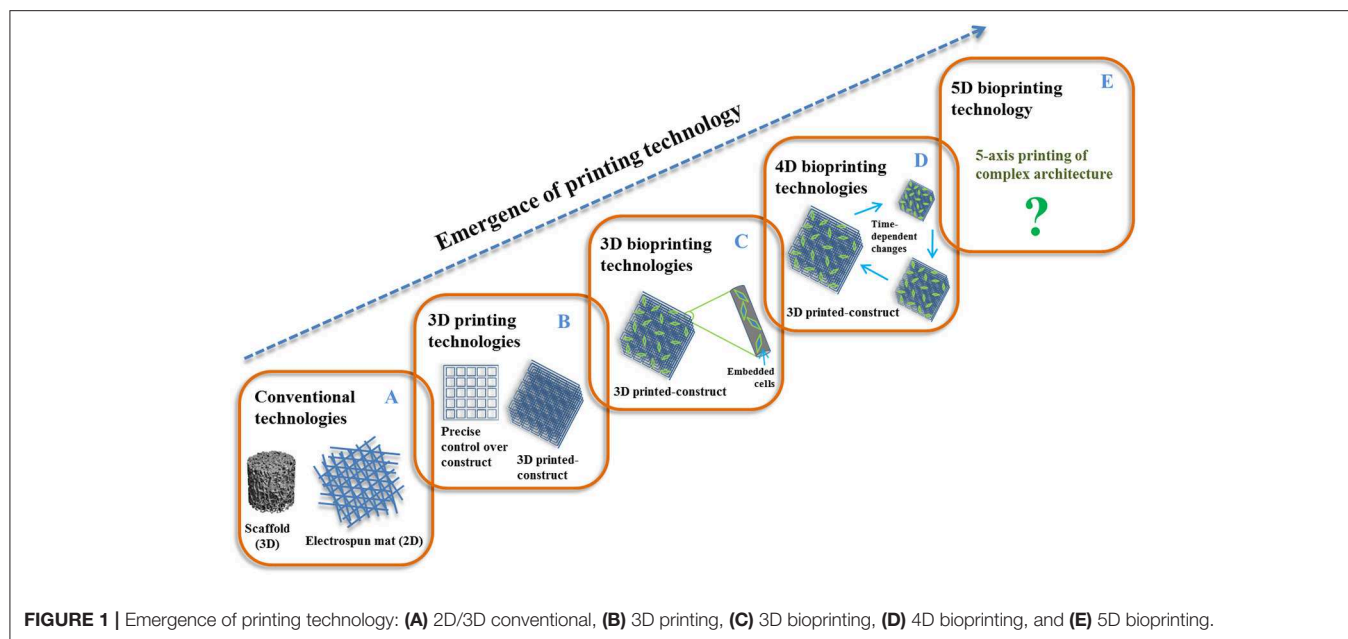 Emergence of printing technology
Conventional
technologies
A
Scaffold
(3D)
Electrospun mat (2D)
3D printing
technologies
B
Precise
control over
construct
3D printed-
construct
3D bioprinting
technologies
C
3D printed-construct
Embedded
cells
4D bioprinting
technologies
D
Time-
dependent
changes
3D printed-construct
5D bioprinting
technology
E
5-axis printing of
complex architecture
?
FIGURE 1 | Emergence of printing technology: (A) 2D/3D conventional, (B) 3D printing, (C) 3D bioprinting, (D) 4D bioprinting, and (E) 5D bioprinting.